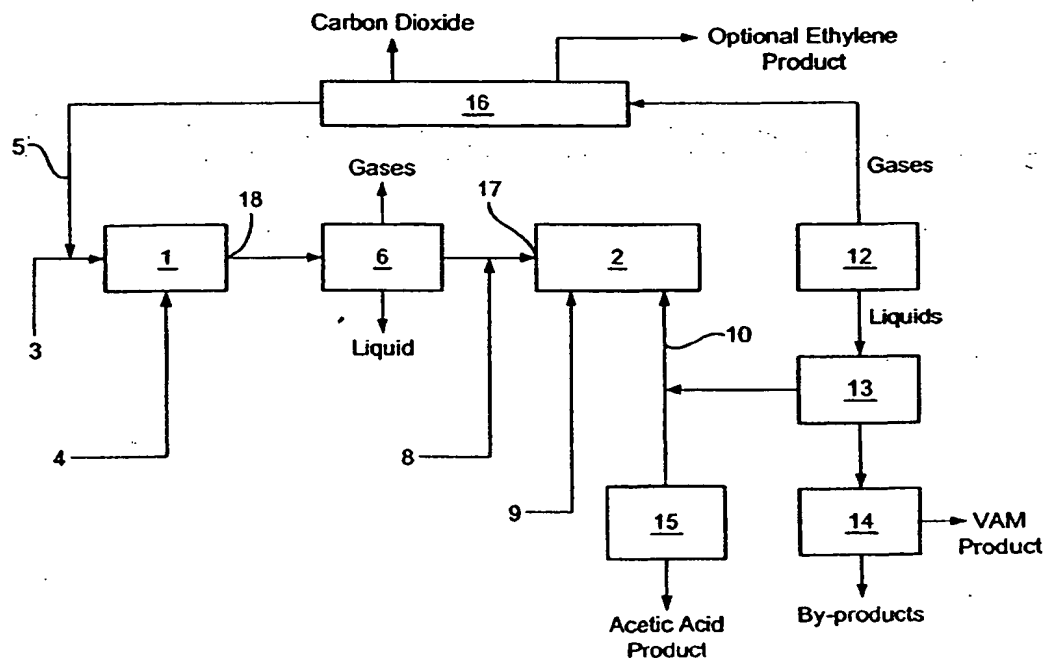 Carbon Dioxide
Optional Ethylene
Product
16
5
Gases
Gases
18
17
1
6
2
12
Liquids
10
3
Liquid
13
4
8
9
15
14
VAM
Product
Acetic Acid
Product
By-products